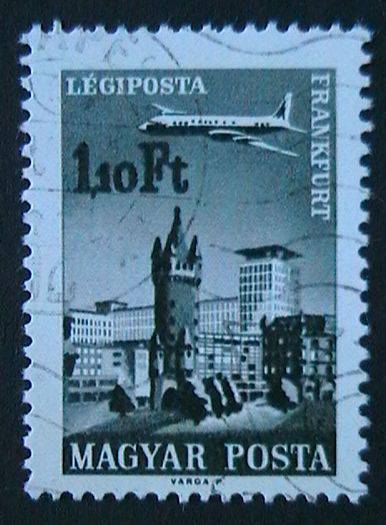 LÉGIPOSTA
FRANKFURT
1,10 Ft
MAGYAR POSTA
VARGA P.